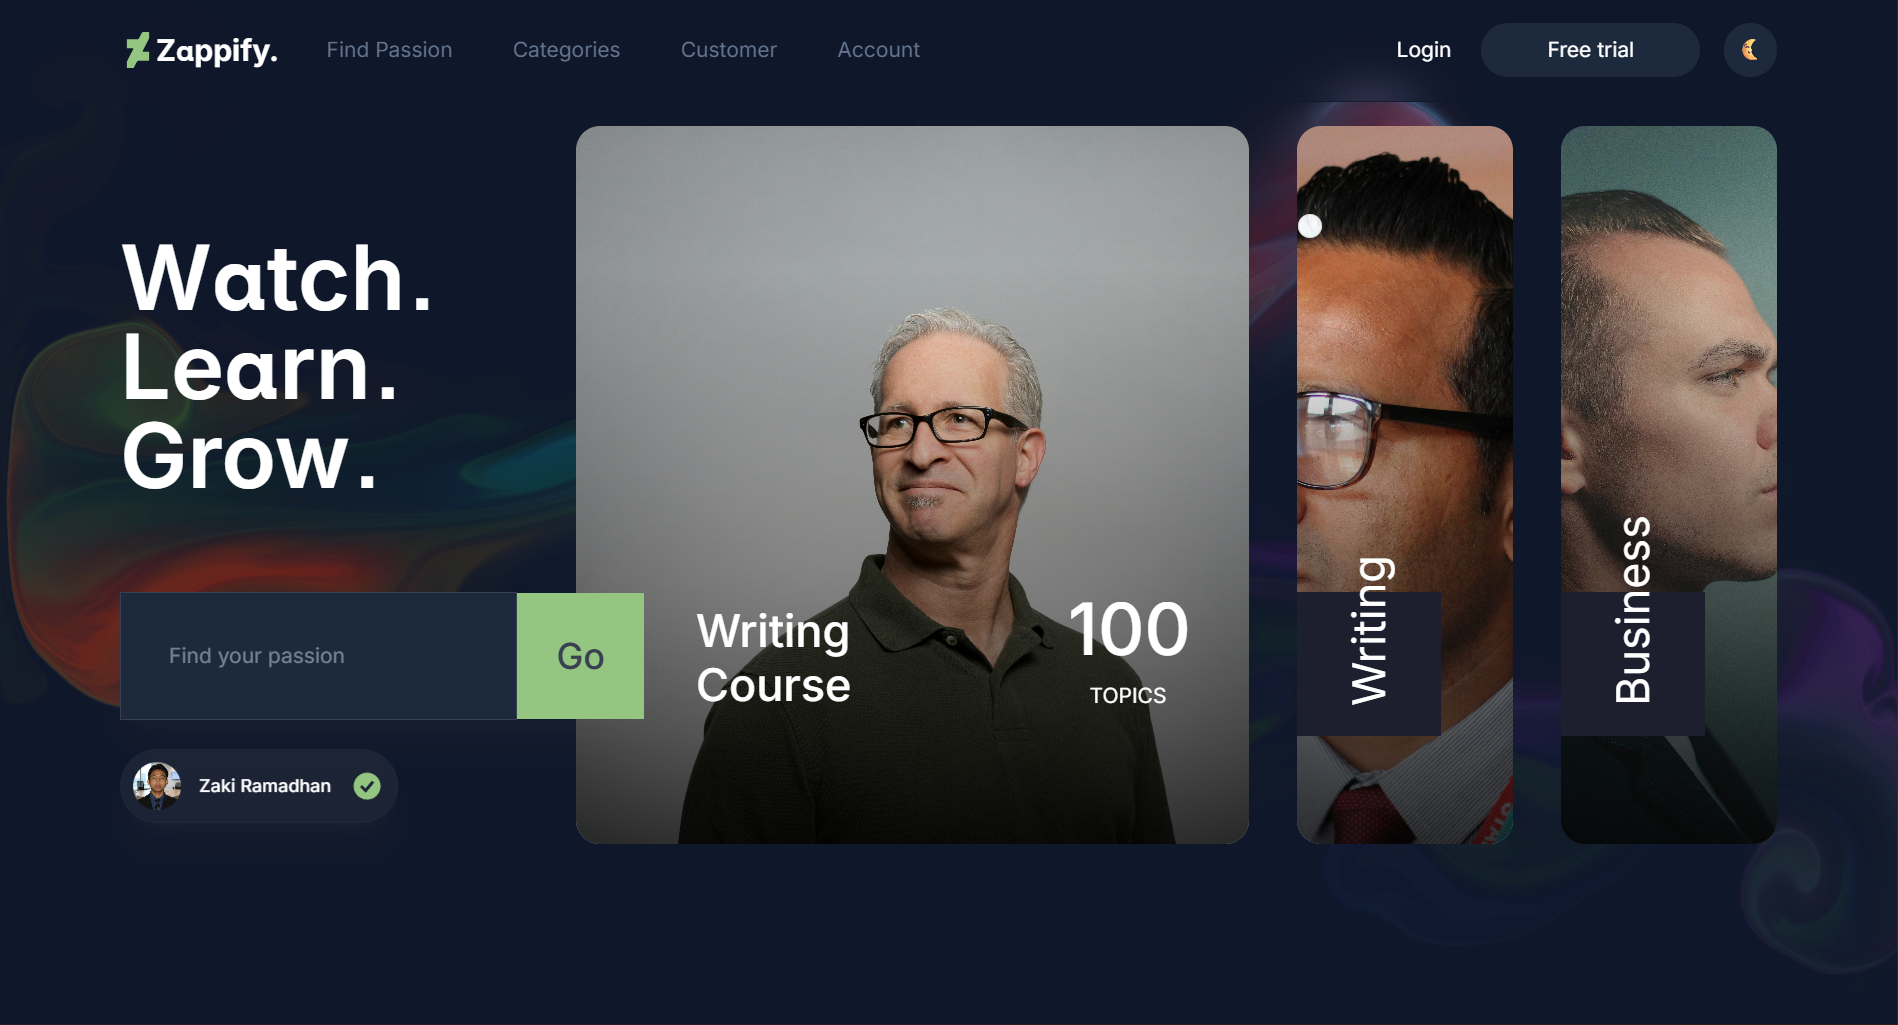 Zappify.
Find Passion
Categories
Customer
Account
Login
Free trial
Watch.
Learn.
Grow.
Find your passion
Go
Zaki Ramadhan
Writing
Course
100
TOPICS
Writing
Business